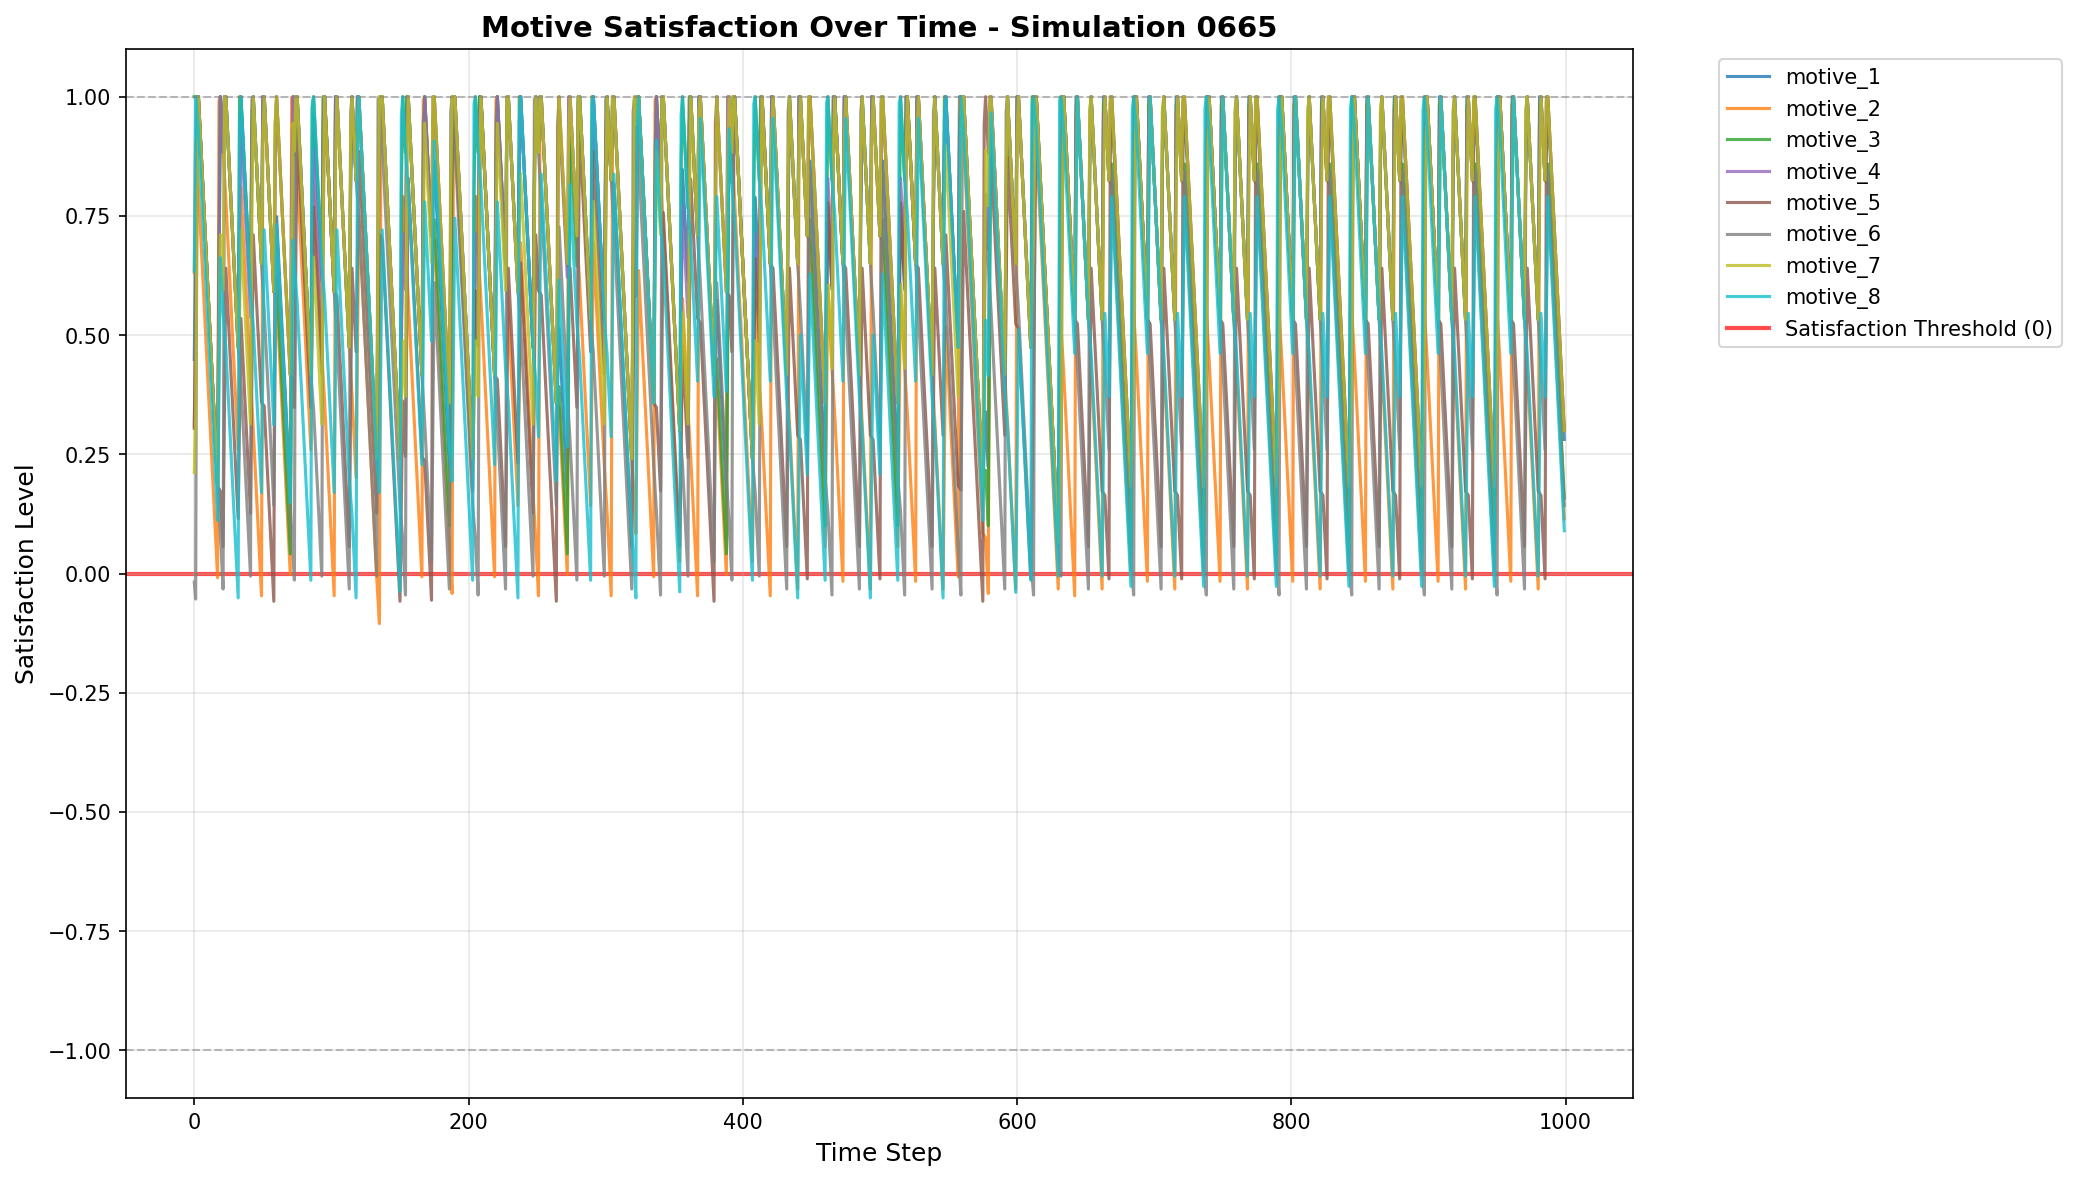 Motive Satisfaction Over Time - Simulation 0665
Satisfaction Level
1.00
0.75
0.50
0.25
0.00
−0.25
−0.50
−0.75
−1.00
0
200
400
600
800
1000
Time Step
motive_1
motive_2
motive_3
motive_4
motive_5
motive_6
motive_7
motive_8
Satisfaction Threshold (0)